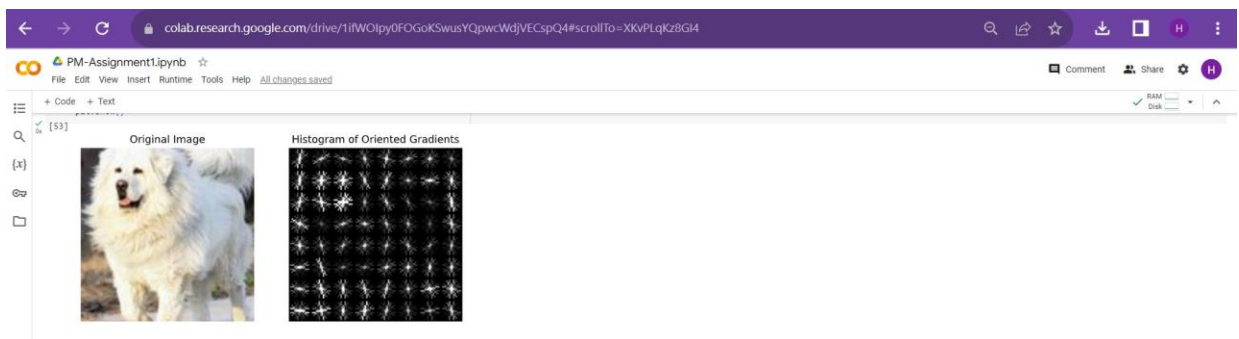 colab.research.google.com/drive/1ifWOIpy0FOGoKSwusYQpwcWdjVECspQ4#scrollTo=XKvPLqKz8GI4
H
PM-Assignment1.ipynb
File Edit View Insert Runtime Tools Help All changes saved
Comment Share H
+ Code + Text
RAM
Disk
{x}
0s [53]
Original Image
Histogram of Oriented Gradients